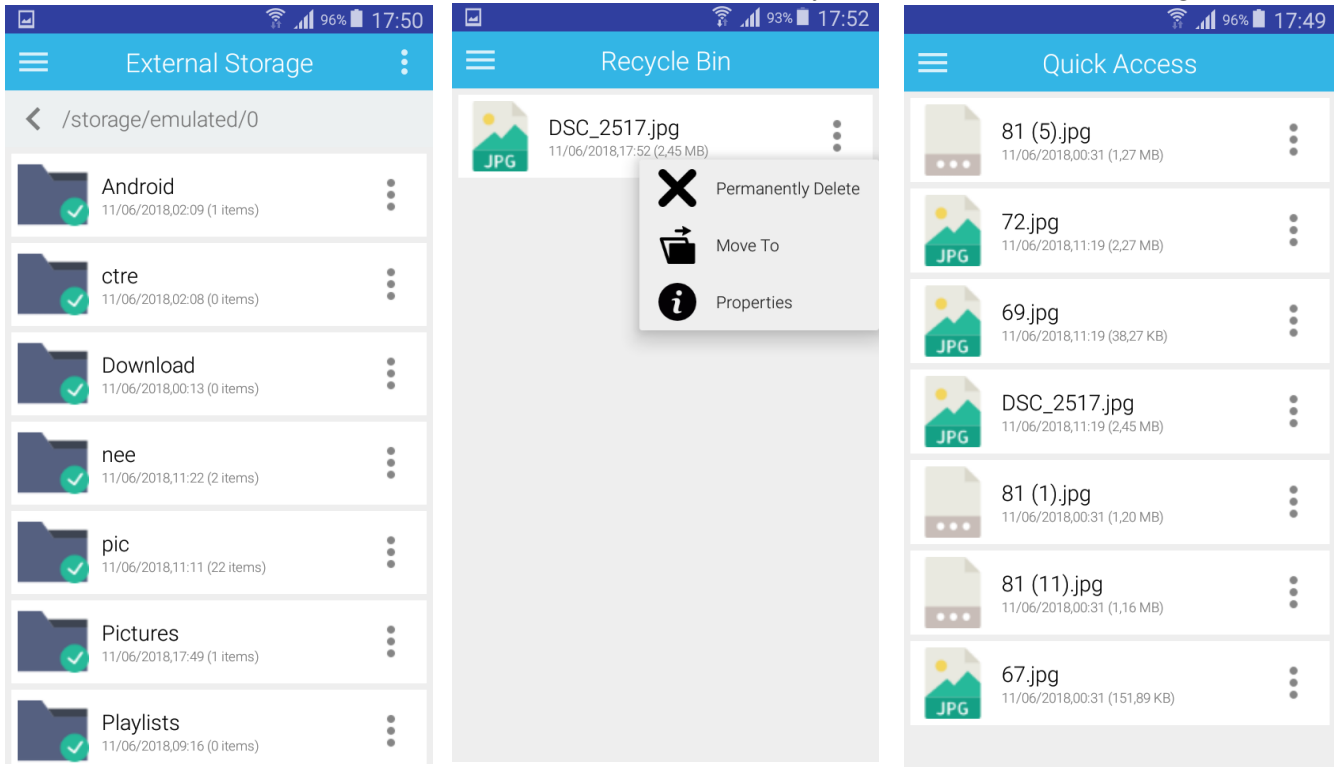 96% 17:50
External Storage
/storage/emulated/0
Android
11/06/2018,02:09 (1 items)
ctre
11/06/2018,02:08 (0 items)
Download
11/06/2018,00:13 (0 items)
nee
11/06/2018,11:22 (2 items)
pic
11/06/2018,11:11 (22 items)
Pictures
11/06/2018,17:49 (1 items)
Playlists
11/06/2018,09:16 (0 items)
93% 17:52
Recycle Bin
JPG
DSC_2517.jpg
11/06/2018,17:52 (2,45 MB)
Permanently Delete
Move To
Properties
96% 17:49
Quick Access
81 (5).jpg
11/06/2018,00:31 (1,27 MB)
JPG
72.jpg
11/06/2018,11:19 (2,27 MB)
JPG
69.jpg
11/06/2018,11:19 (38,27 KB)
JPG
DSC_2517.jpg
11/06/2018,11:19 (2,45 MB)
81 (1).jpg
11/06/2018,00:31 (1,20 MB)
81 (11).jpg
11/06/2018,00:31 (1,16 MB)
JPG
67.jpg
11/06/2018,00:31 (151,89 KB)